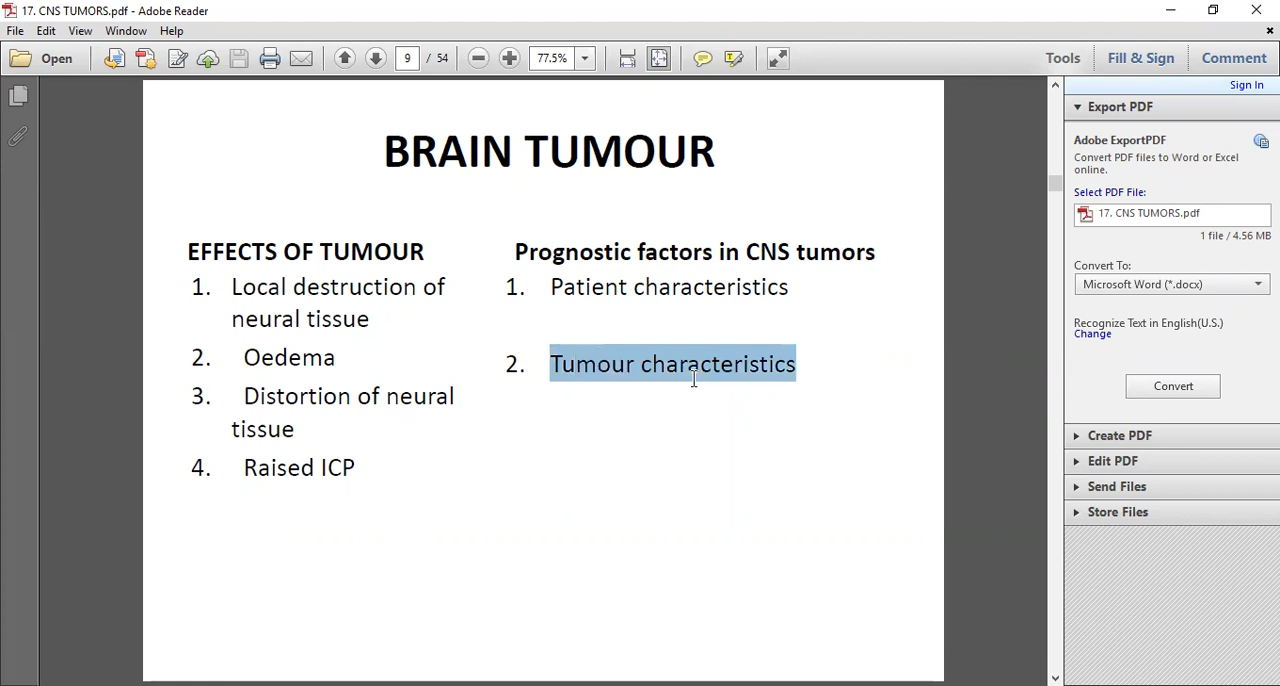 17. CNS TUMORS.pdf - Adobe Reader
File Edit View Window Help
Open 9 / 54 77.5% Tools Fill & Sign Comment
Sign In
BRAIN TUMOUR
EFFECTS OF TUMOUR
1. Local destruction of
neural tissue
2. Oedema
3. Distortion of neural
tissue
4. Raised ICP
Prognostic factors in CNS tumors
1. Patient characteristics
2. Tumour characteristics
Export PDF
Adobe ExportPDF
Convert PDF files to Word or Excel
online.
Select PDF File:
17. CNS TUMORS.pdf
1 file / 4.56 MB
Convert To:
Microsoft Word (*.docx)
Recognize Text in English(U.S.)
Change
Convert
Create PDF
Edit PDF
Send Files
Store Files